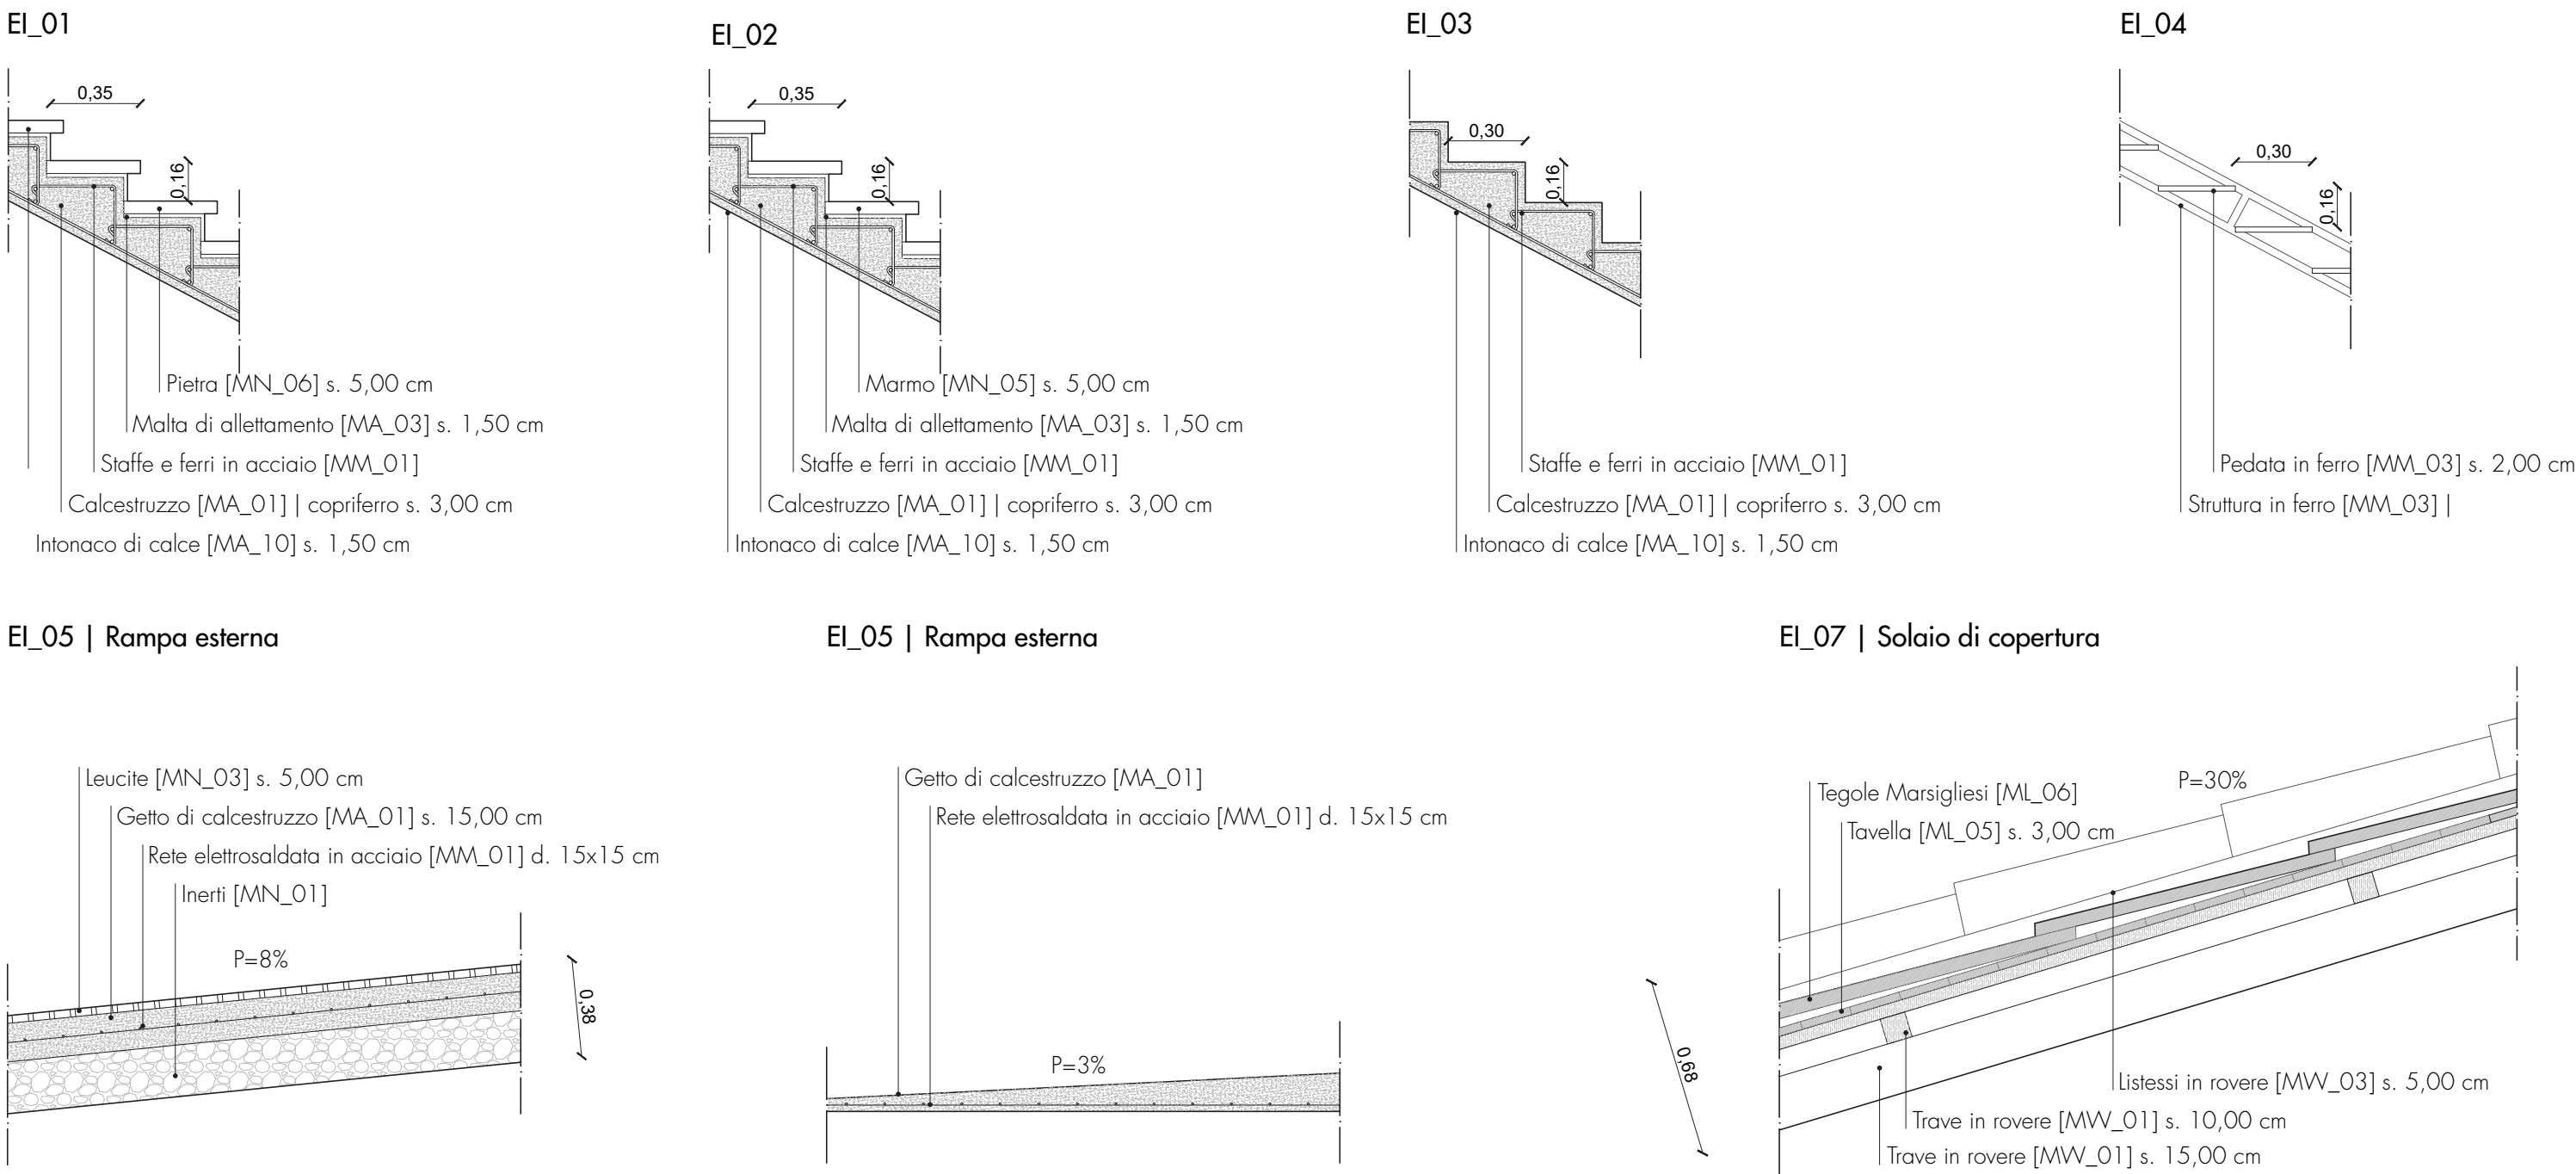 EI_01
0,35
0,16
Pietra [MN_06] s. 5,00 cm
Malta di allettamento [MA_03] s. 1,50 cm
Staffe e ferri in acciaio [MM_01]
Calcestruzzo [MA_01] | copriferro s. 3,00 cm
Intonaco di calce [MA_10] s. 1,50 cm
EI_02
0,35
0,16
Marmo [MN_05] s. 5,00 cm
Malta di allettamento [MA_03] s. 1,50 cm
Staffe e ferri in acciaio [MM_01]
Calcestruzzo [MA_01] | copriferro s. 3,00 cm
Intonaco di calce [MA_10] s. 1,50 cm
EI_03
0,30
0,16
Staffe e ferri in acciaio [MM_01]
Calcestruzzo [MA_01] | copriferro s. 3,00 cm
Intonaco di calce [MA_10] s. 1,50 cm
EI_04
0,30
0,16
Pedata in ferro [MM_03] s. 2,00 cm
Struttura in ferro [MM_03] |
EI_05 | Rampa esterna
Leucite [MN_03] s. 5,00 cm
Getto di calcestruzzo [MA_01] s. 15,00 cm
Rete elettrosaldata in acciaio [MM_01] d. 15x15 cm
Inerti [MN_01]
P=8%
0,38
EI_05 | Rampa esterna
Getto di calcestruzzo [MA_01]
Rete elettrosaldata in acciaio [MM_01] d. 15x15 cm
P=3%
EI_07 | Solaio di copertura
P=30%
Tegole Marsigliesi [ML_06]
Tavella [ML_05] s. 3,00 cm
0,68
Listessi in rovere [MW_03] s. 5,00 cm
Trave in rovere [MW_01] s. 10,00 cm
Trave in rovere [MW_01] s. 15,00 cm